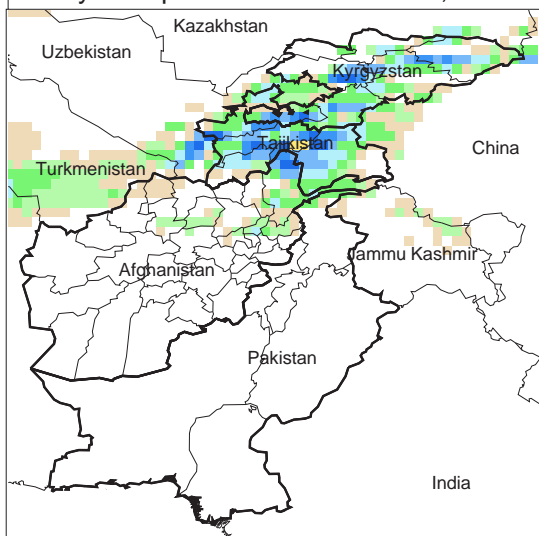 Kazakhstan
Uzbekistan
Kyrgyzstan
China
Tajikistan
Turkmenistan
Jammu Kashmir
Afghanistan
Pakistan
India